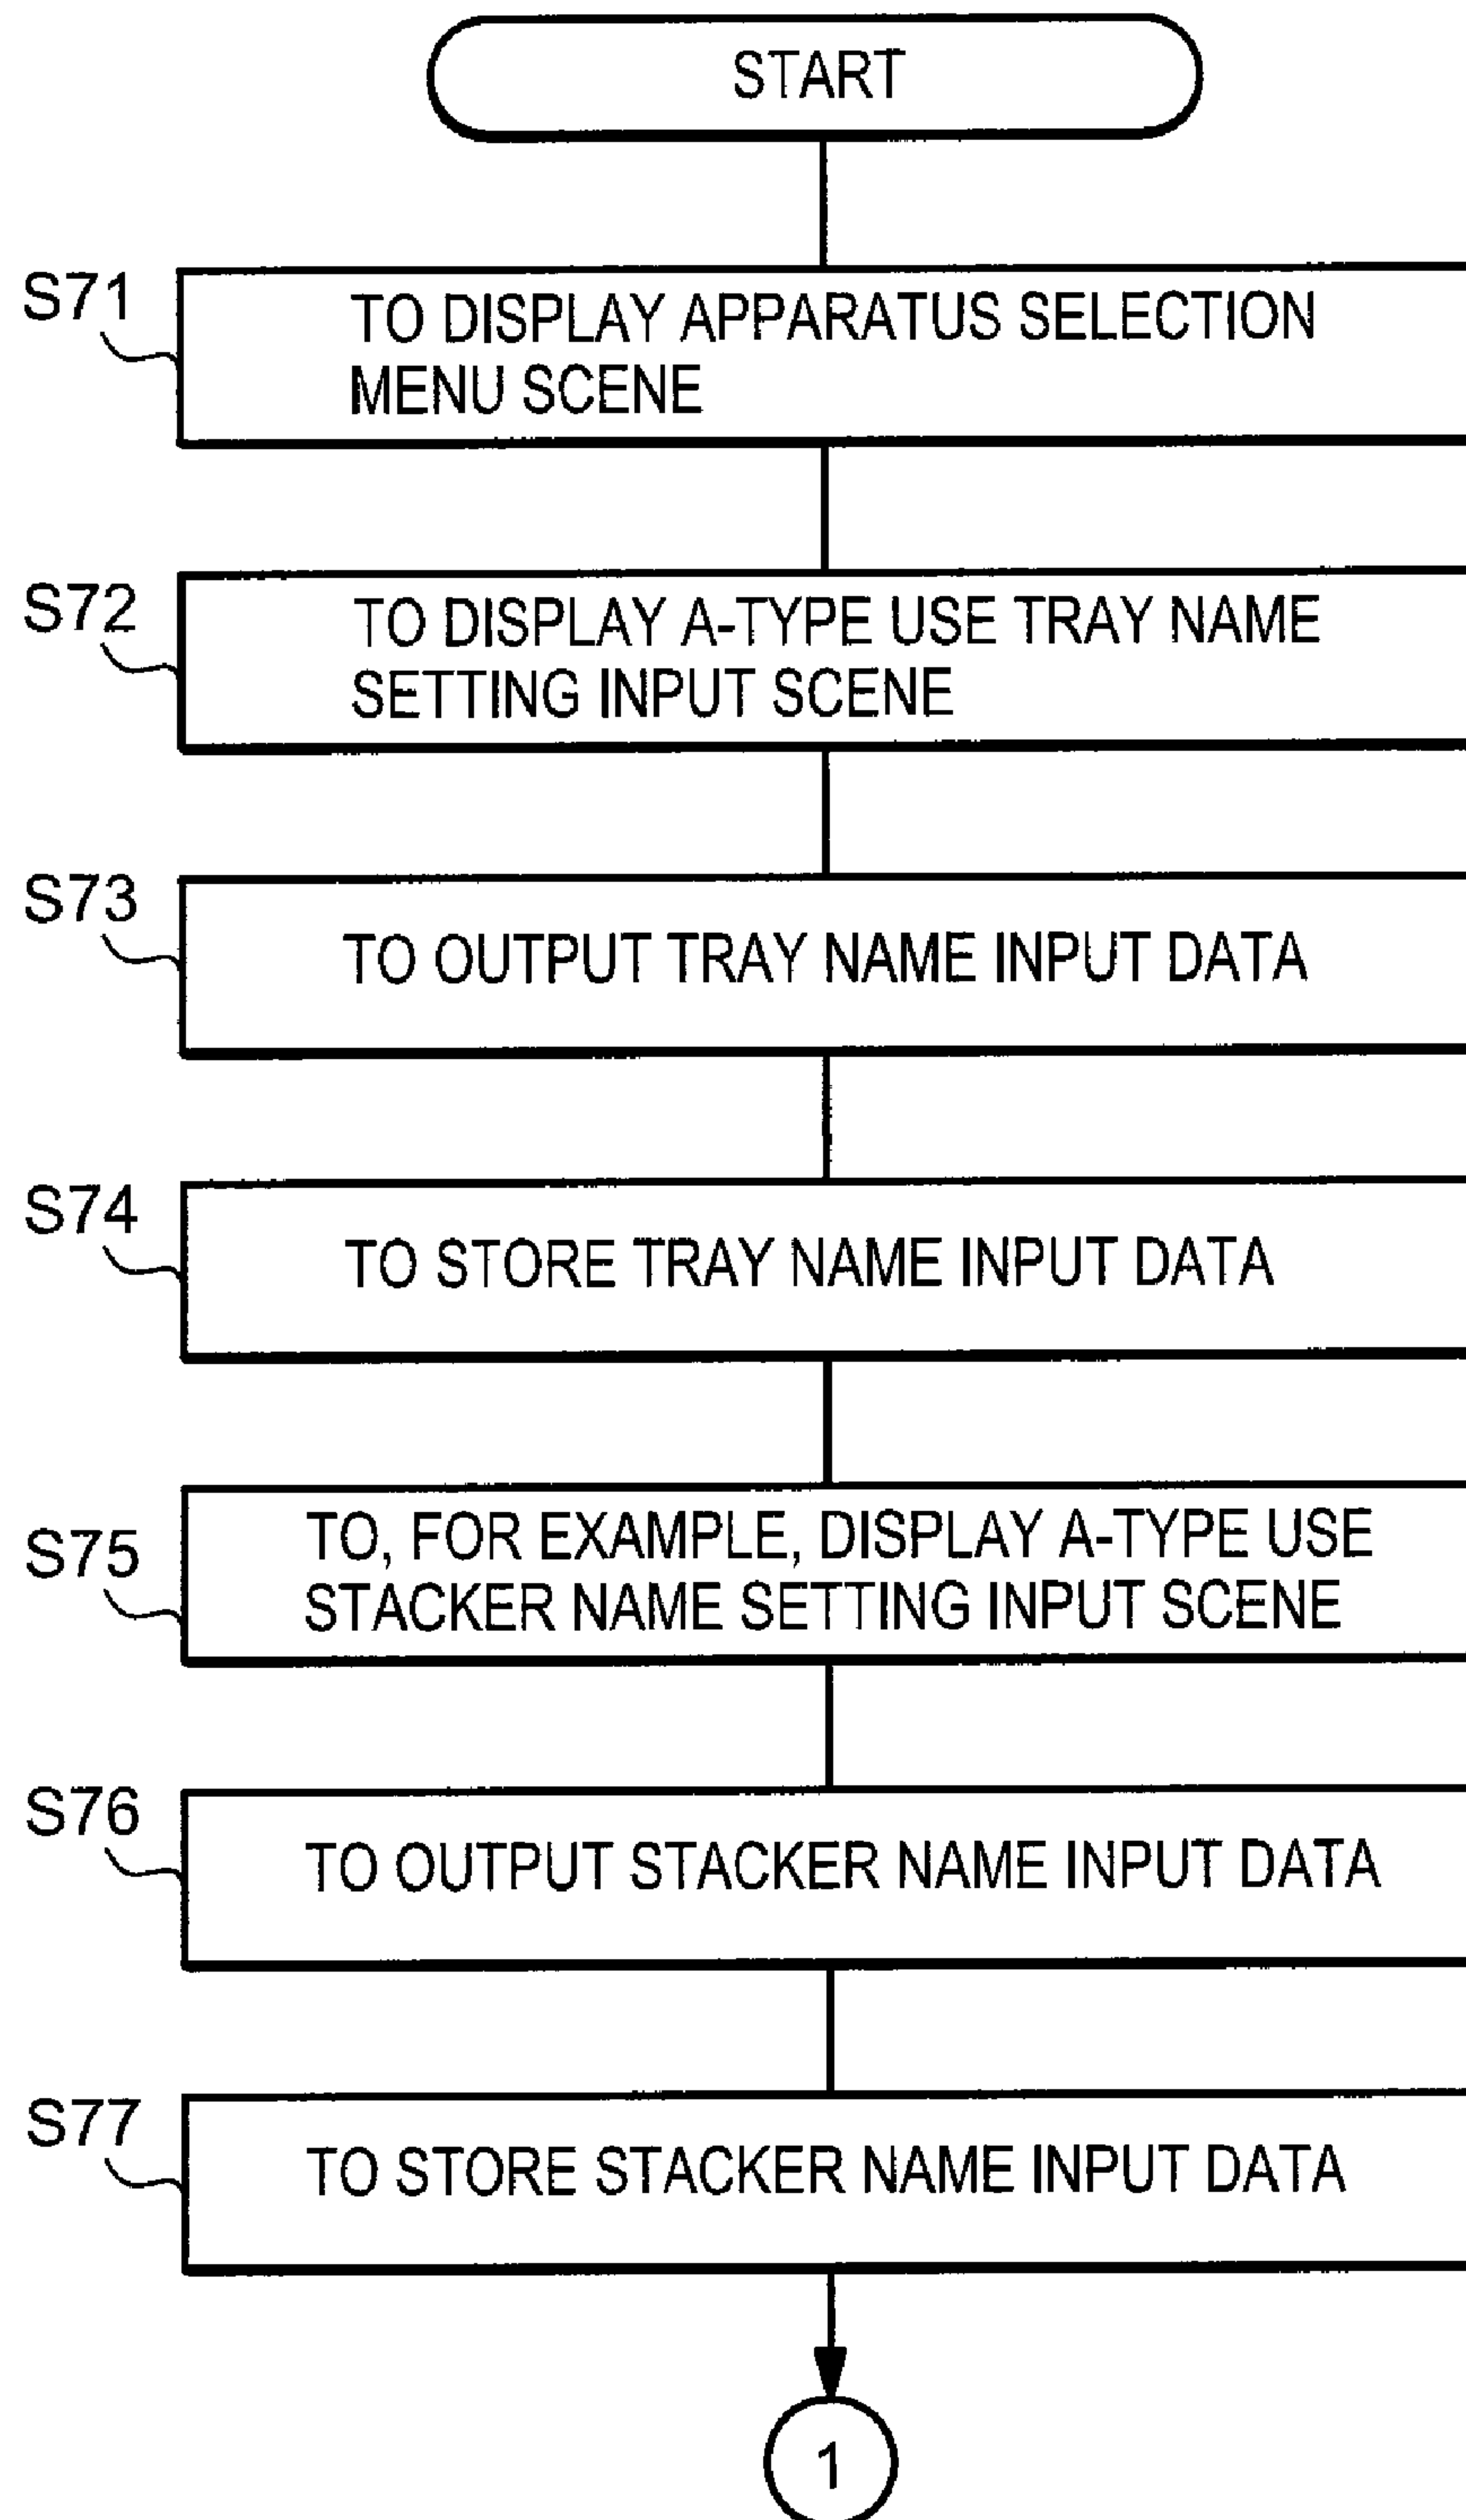 START
S71
TO DISPLAY APPARATUS SELECTION
MENU SCENE
S72
TO DISPLAY A-TYPE USE TRAY NAME
SETTING INPUT SCENE
S73
TO OUTPUT TRAY NAME INPUT DATA
S74
TO STORE TRAY NAME INPUT DATA
S75
TO, FOR EXAMPLE, DISPLAY A-TYPE USE
STACKER NAME SETTING INPUT SCENE
S76
TO OUTPUT STACKER NAME INPUT DATA
S77
TO STORE STACKER NAME INPUT DATA
1